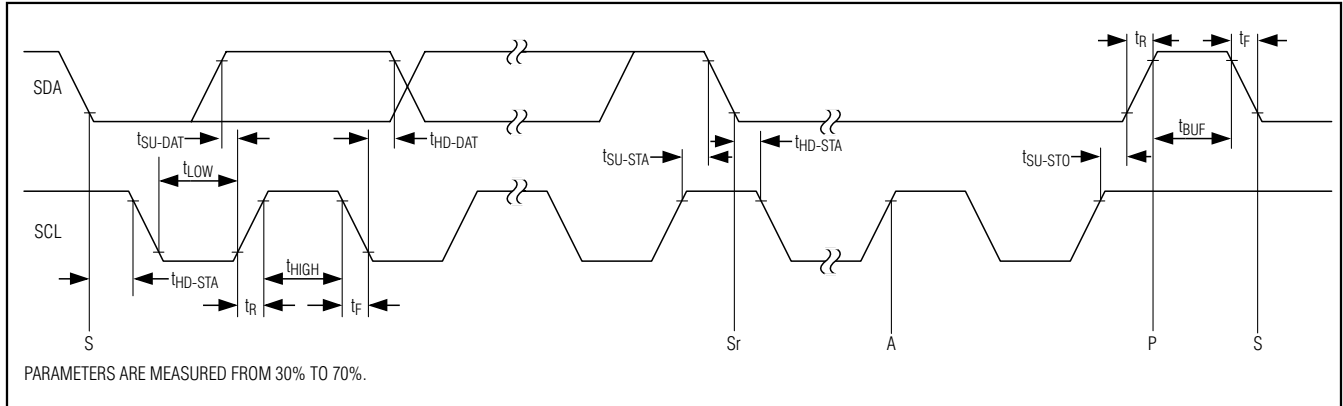 tR tF
SDA
tBUF
tSU-DAT tHD-DAT
tSU-STA tHD-STA
tSU-STO
tLOW
SCL
tHIGH
tHD-STA
tR tF
S Sr A P S
PARAMETERS ARE MEASURED FROM 30% TO 70%.